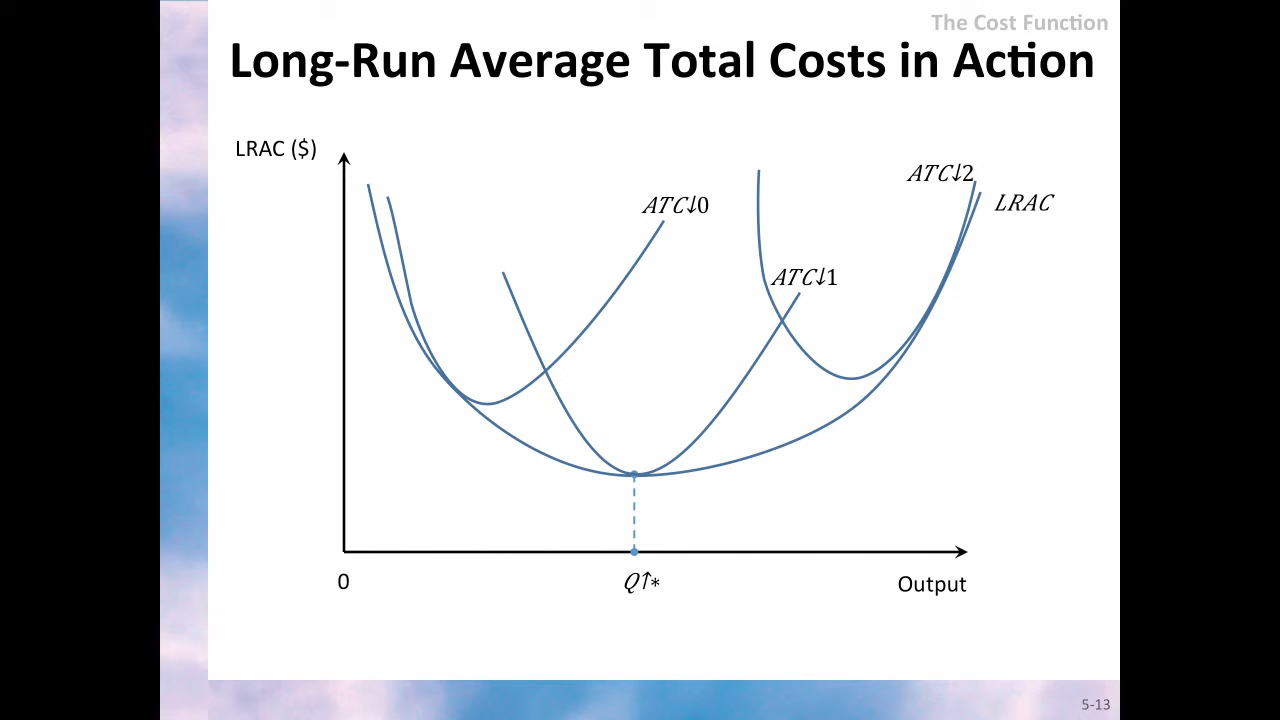 The Cost Function
Long-Run Average Total Costs in Action
LRAC ($)
ATC↓0
ATC↓1
ATC↓2
LRAC
0
Q↑*
Output
5-13